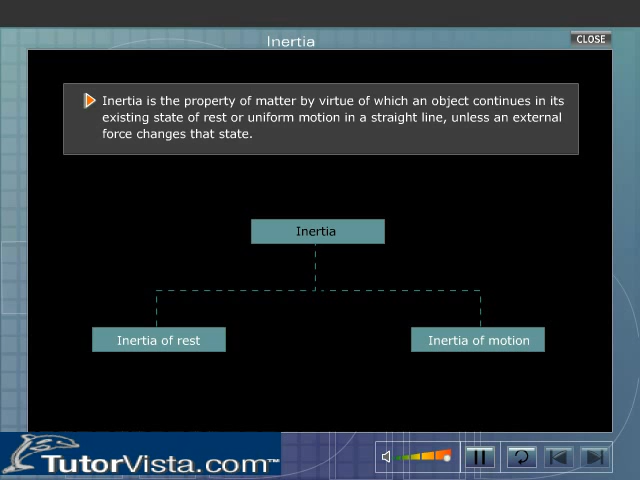 Inertia
CLOSE
Inertia is the property of matter by virtue of which an object continues in its
existing state of rest or uniform motion in a straight line, unless an external
force changes that state.
Inertia
Inertia of rest
Inertia of motion
TutorVista.com™